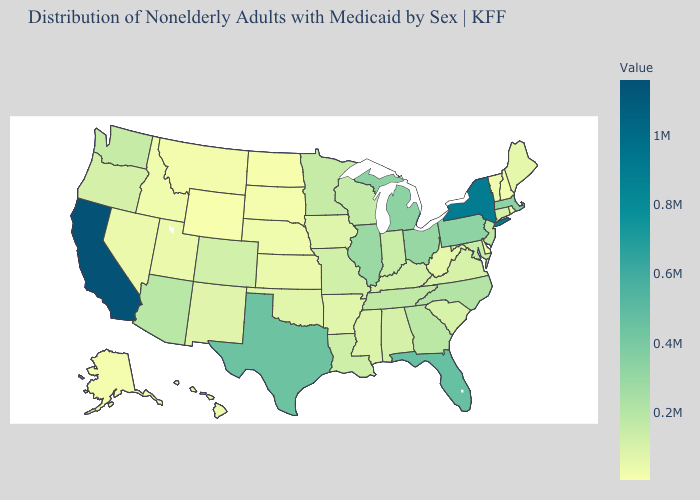 Distribution of Nonelderly Adults with Medicaid by Sex | KFF
Value
1M
0.8M
0.6M
0.4M
0.2M